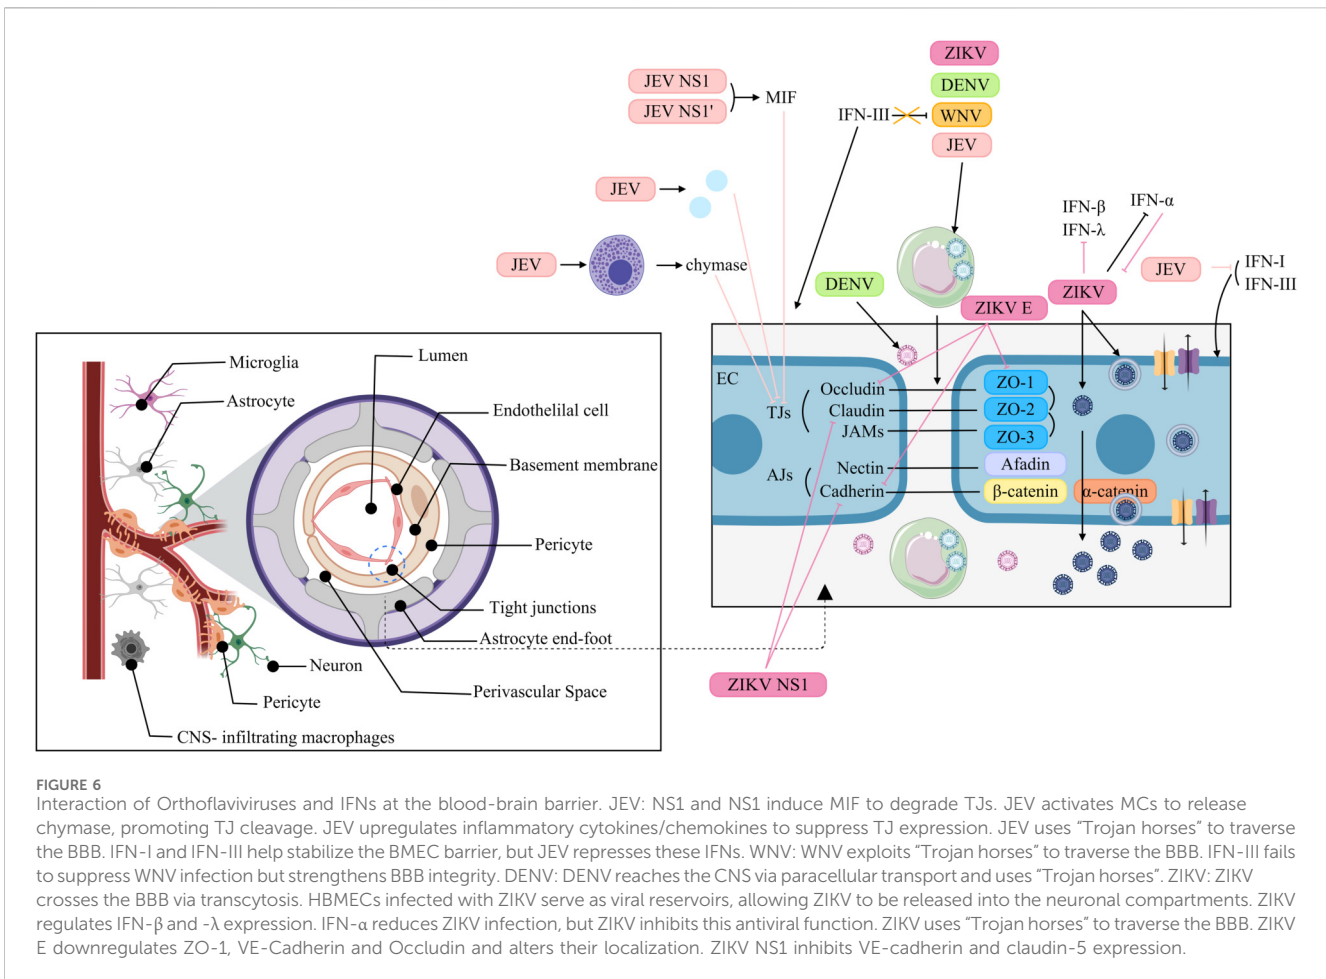 ZIKV
DENV
WNV
JEV
IFN-III
JEV NS1
JEV NS1'
MIF
JEV
JEV
chymase
DENV
ZIKV E
IFN-β
IFN-λ
IFN-α
ZIKV
JEV
IFN-I
IFN-III
EC
TJs
Occludin
Claudin
JAMs
AJs
Nectin
Cadherin
ZO-1
ZO-2
ZO-3
Afadin
β-catenin
α-catenin
ZIKV NS1
Microglia
Astrocyte
Lumen
Endothelilal cell
Basement membrane
Pericyte
Tight junctions
Astrocyte end-foot
Perivascular Space
Neuron
Pericyte
CNS- infiltrating macrophages
FIGURE 6
Interaction of Orthoflaviviruses and IFNs at the blood-brain barrier. JEV: NS1 and NS1 induce MIF to degrade TJs. JEV activates MCs to release
chymase, promoting TJ cleavage. JEV upregulates inflammatory cytokines/chemokines to suppress TJ expression. JEV uses “Trojan horses” to traverse
the BBB. IFN-I and IFN-III help stabilize the BMEC barrier, but JEV represses these IFNs. WNV: WNV exploits “Trojan horses” to traverse the BBB. IFN-III fails
to suppress WNV infection but strengthens BBB integrity. DENV: DENV reaches the CNS via paracellular transport and uses “Trojan horses”. ZIKV: ZIKV
crosses the BBB via transcytosis. HBMECs infected with ZIKV serve as viral reservoirs, allowing ZIKV to be released into the neuronal compartments. ZIKV
regulates IFN-β and -λ expression. IFN-α reduces ZIKV infection, but ZIKV inhibits this antiviral function. ZIKV uses “Trojan horses” to traverse the BBB. ZIKV
E downregulates ZO-1, VE-Cadherin and Occludin and alters their localization. ZIKV NS1 inhibits VE-cadherin and claudin-5 expression.